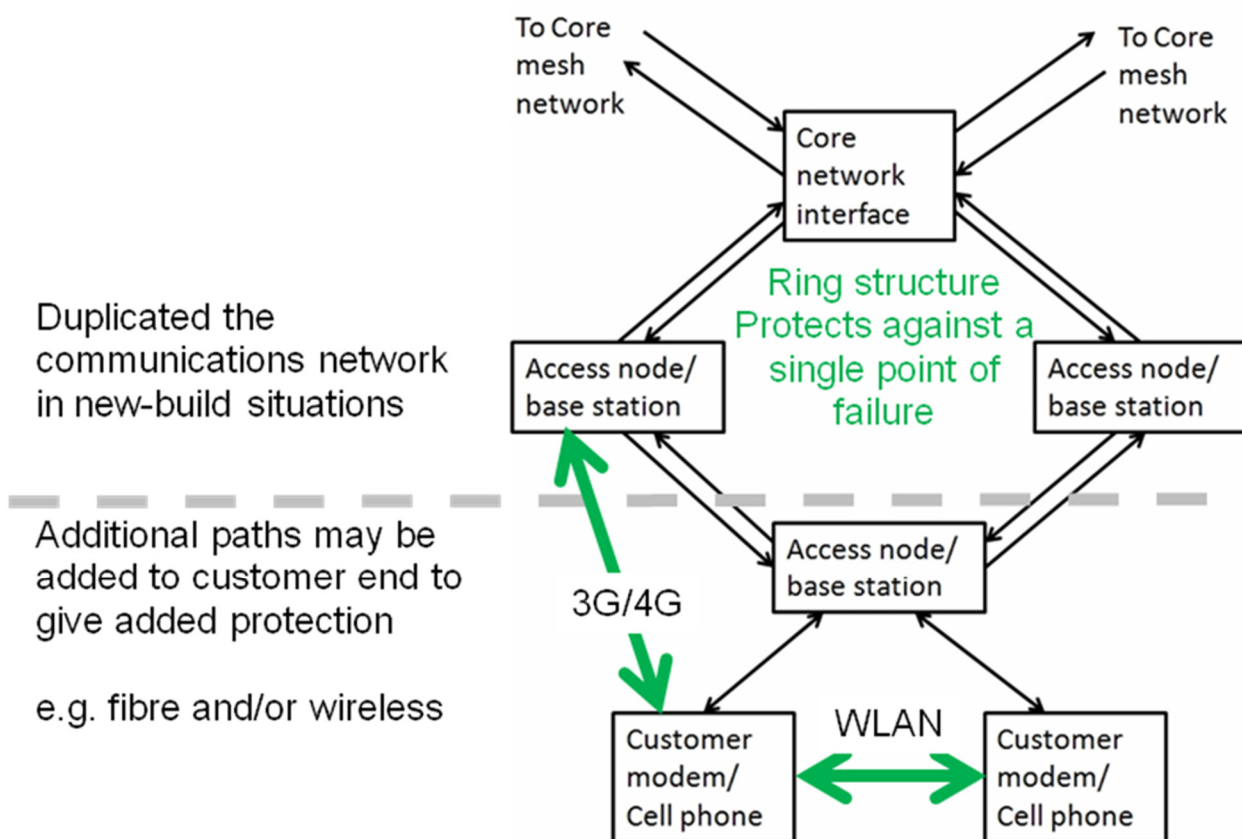 To Core
mesh
network
To Core
mesh
network
Core
network
interface
Ring structure
Protects against a
single point of
failure
Duplicated the
communications network
in new-build situations
Access node/
base station
Access node/
base station
Additional paths may be
added to customer end to
give added protection
e.g. fibre and/or wireless
Access node/
base station
3G/4G
WLAN
Customer
modem/
Cell phone
Customer
modem/
Cell phone